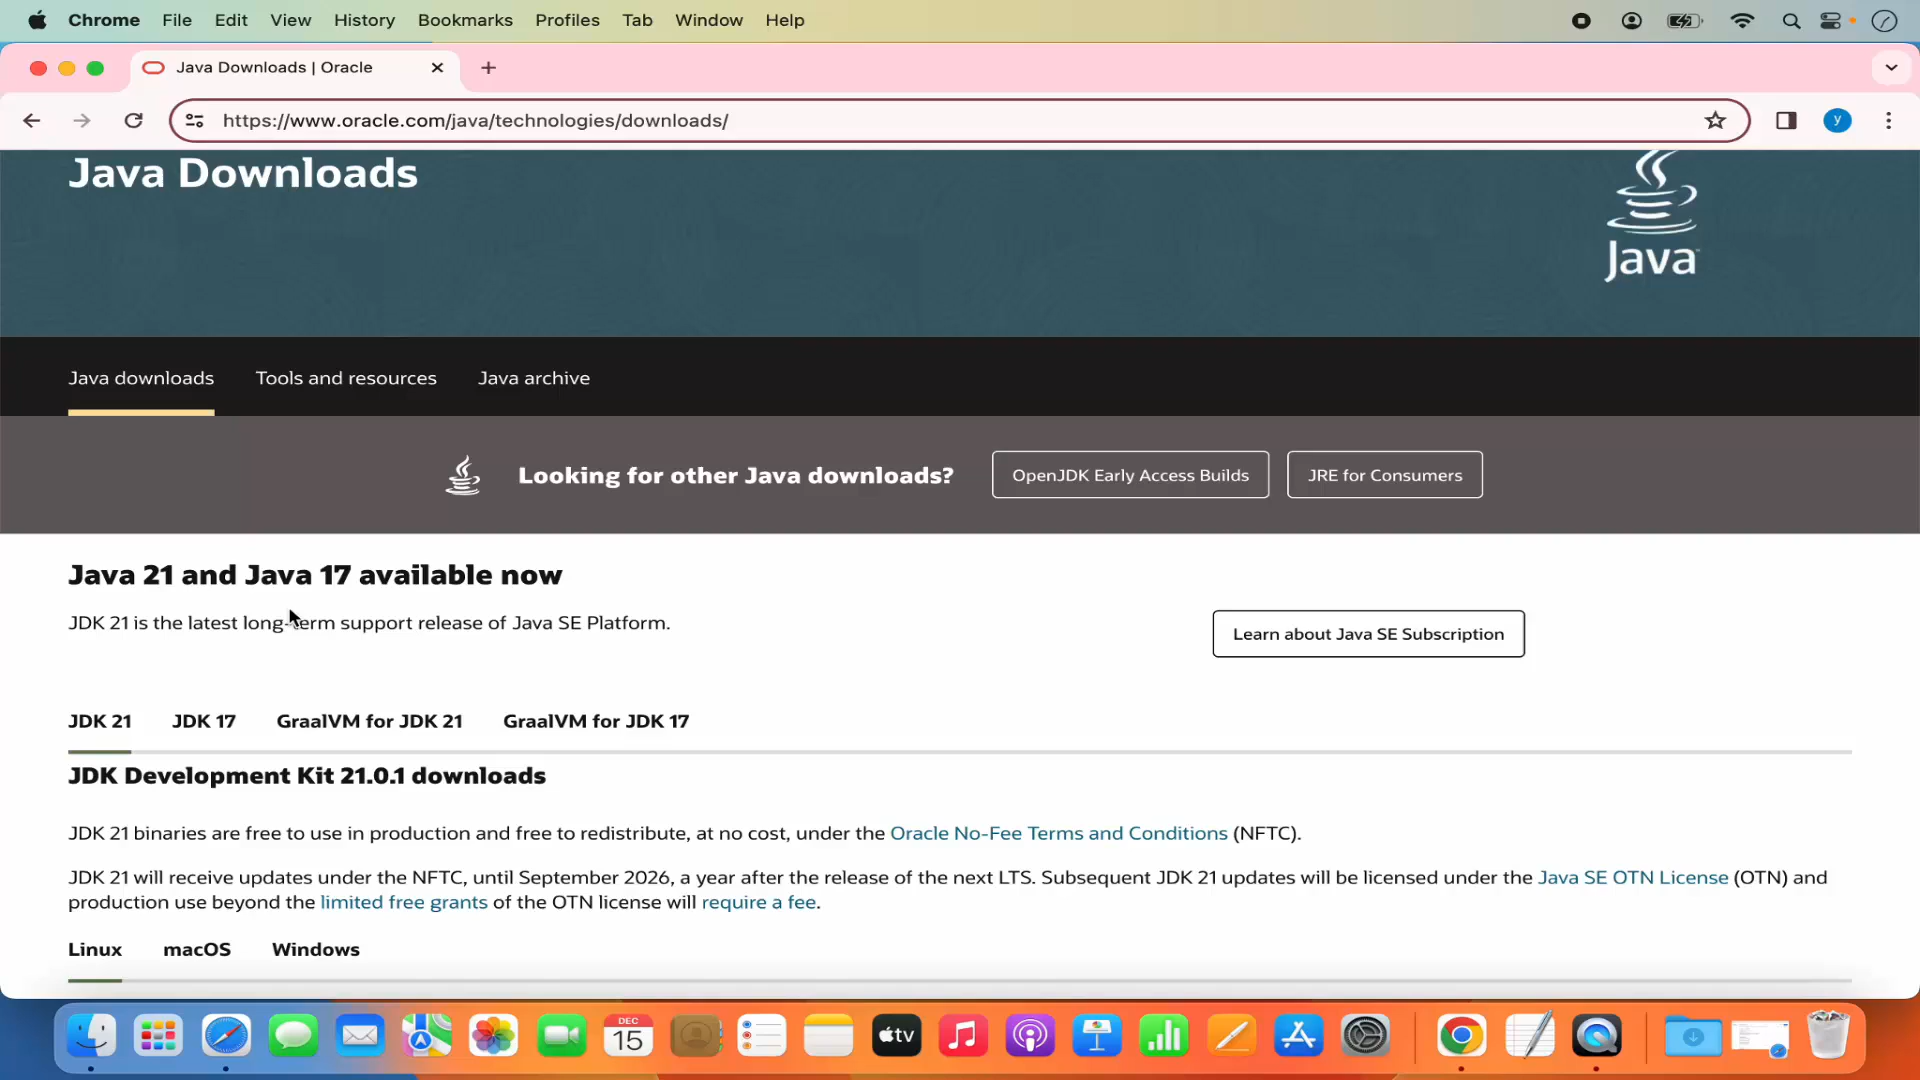 Chrome File Edit View History Bookmarks Profiles Tab Window Help
Java Downloads | Oracle
https://www.oracle.com/java/technologies/downloads/
y
Java Downloads
Java
Java downloads Tools and resources Java archive
Looking for other Java downloads? OpenJDK Early Access Builds JRE for Consumers
Java 21 and Java 17 available now
JDK 21 is the latest long-term support release of Java SE Platform.
Learn about Java SE Subscription
JDK 21 JDK 17 GraalVM for JDK 21 GraalVM for JDK 17
JDK Development Kit 21.0.1 downloads
JDK 21 binaries are free to use in production and free to redistribute, at no cost, under the Oracle No-Fee Terms and Conditions (NFTC).
JDK 21 will receive updates under the NFTC, until September 2026, a year after the release of the next LTS. Subsequent JDK 21 updates will be licensed under the Java SE OTN License (OTN) and
production use beyond the limited free grants of the OTN license will require a fee.
Linux macOS Windows
DEC
15
tv